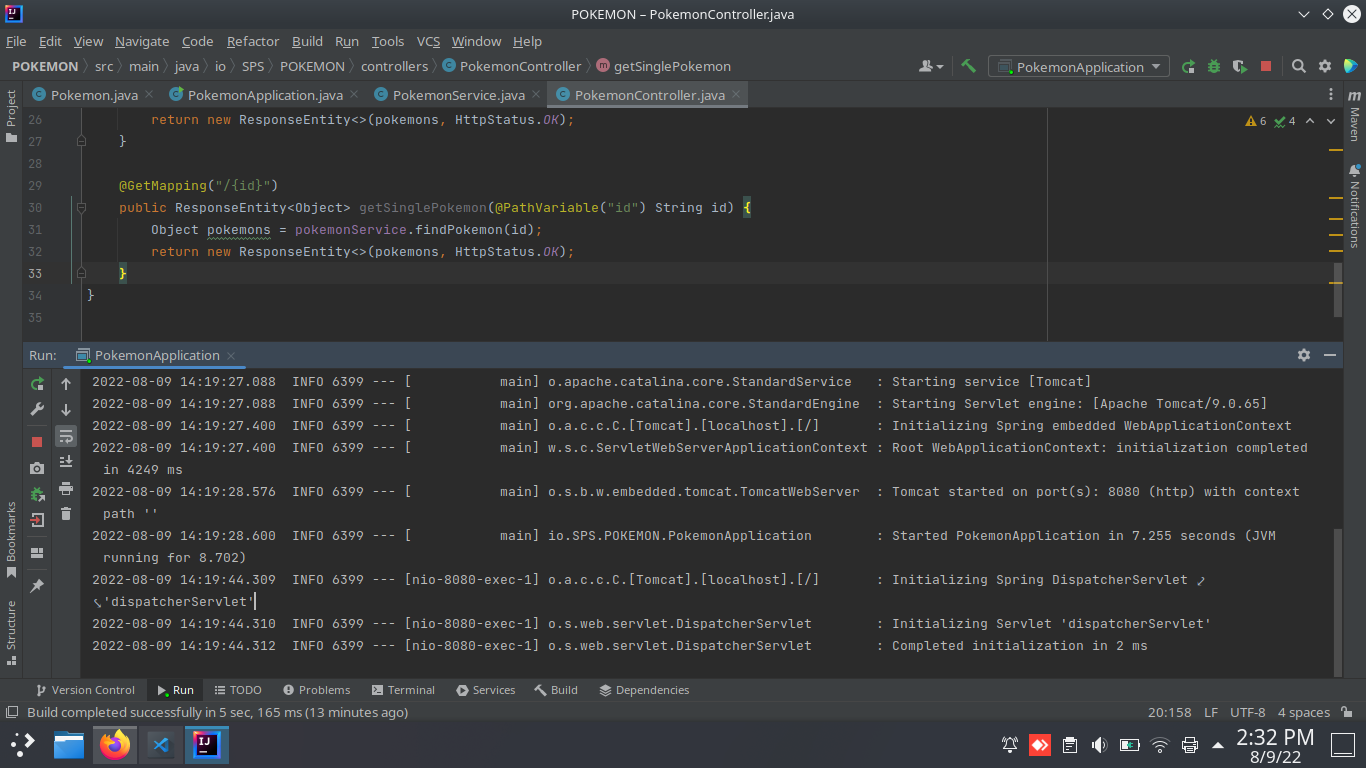 POKEMON – PokemonController.java
File Edit View Navigate Code Refactor Build Run Tools VCS Window Help
POKEMON src main java io SPS POKEMON controllers PokemonController getSinglePokemon PokemonApplication
Project
Pokemon.java PokemonApplication.java PokemonService.java PokemonController.java
Maven
Notifications
6 4
26 return new ResponseEntity<>(pokemons, HttpStatus.OK);
27 }
28
29 @GetMapping("/{id}")
30 public ResponseEntity<Object> getSinglePokemon(@PathVariable("id") String id) {
31 Object pokemons = pokemonService.findPokemon(id);
32 return new ResponseEntity<>(pokemons, HttpStatus.OK);
33 }
34 }
35
Run: PokemonApplication
2022-08-09 14:19:27.088  INFO 6399 --- [           main] o.apache.catalina.core.StandardService   : Starting service [Tomcat]
2022-08-09 14:19:27.088  INFO 6399 --- [           main] org.apache.catalina.core.StandardEngine  : Starting Servlet engine: [Apache Tomcat/9.0.65]
2022-08-09 14:19:27.400  INFO 6399 --- [           main] o.a.c.c.C.[Tomcat].[localhost].[/]       : Initializing Spring embedded WebApplicationContext
2022-08-09 14:19:27.400  INFO 6399 --- [           main] w.s.c.ServletWebServerApplicationContext : Root WebApplicationContext: initialization completed
in 4249 ms
2022-08-09 14:19:28.576  INFO 6399 --- [           main] o.s.b.w.embedded.tomcat.TomcatWebServer  : Tomcat started on port(s): 8080 (http) with context
path ''
2022-08-09 14:19:28.600  INFO 6399 --- [           main] io.SPS.POKEMON.PokemonApplication        : Started PokemonApplication in 7.255 seconds (JVM
running for 8.702)
2022-08-09 14:19:44.309  INFO 6399 --- [nio-8080-exec-1] o.a.c.c.C.[Tomcat].[localhost].[/]       : Initializing Spring DispatcherServlet
'dispatcherServlet'
2022-08-09 14:19:44.310  INFO 6399 --- [nio-8080-exec-1] o.s.web.servlet.DispatcherServlet        : Initializing Servlet 'dispatcherServlet'
2022-08-09 14:19:44.312  INFO 6399 --- [nio-8080-exec-1] o.s.web.servlet.DispatcherServlet        : Completed initialization in 2 ms
Bookmarks
Structure
Version Control Run TODO Problems Terminal Services Build Dependencies
Build completed successfully in 5 sec, 165 ms (13 minutes ago) 20:158 LF UTF-8 4 spaces
2:32 PM
8/9/22